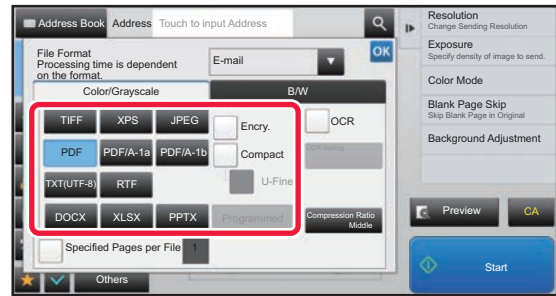 Address Book
Address
Touch to input Address
File Format
Processing time is dependent
on the format.
E-mail
OK
Color/Grayscale
B/W
TIFF
XPS
JPEG
Encry.
OCR
PDF
PDF/A-1a
PDF/A-1b
Compact
TXT(UTF-8)
RTF
U-Fine
DOCX
XLSX
PPTX
Programmed
Compression Ratio
Middle
Specified Pages per File
1
Others
Resolution
Change Sending Resolution
Exposure
Specify density of image to send.
Color Mode
Blank Page Skip
Skip Blank Page in Original
Background Adjustment
Preview
CA
Start